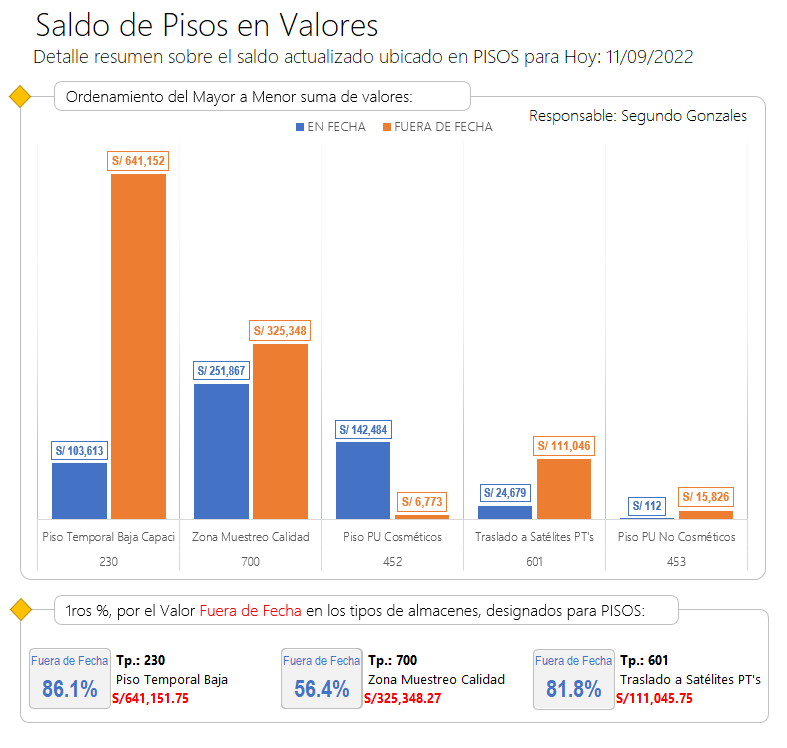 Saldo de Pisos en Valores
Detalle resumen sobre el saldo actualizado ubicado en PISOS para Hoy: 11/09/2022
Ordenamiento del Mayor a Menor suma de valores:
Responsable: Segundo Gonzales
EN FECHA FUERA DE FECHA
S/ 641,152
S/ 325,348
S/ 251,867
S/ 142,484
S/ 103,613
S/ 111,046
S/ 24,679
S/ 6,773
S/ 112
S/ 15,826
Piso Temporal Baja Capaci Zona Muestreo Calidad Piso PU Cosméticos Traslado a Satélites PT's Piso PU No Cosméticos
230 700 452 601 453
1ros %, por el Valor Fuera de Fecha en los tipos de almacenes, designados para PISOS:
Fuera de Fecha
86.1%
Tp.: 230
Piso Temporal Baja
S/641,151.75
Fuera de Fecha
56.4%
Tp.: 700
Zona Muestreo Calidad
S/325,348.27
Fuera de Fecha
81.8%
Tp.: 601
Traslado a Satélites PT's
S/111,045.75